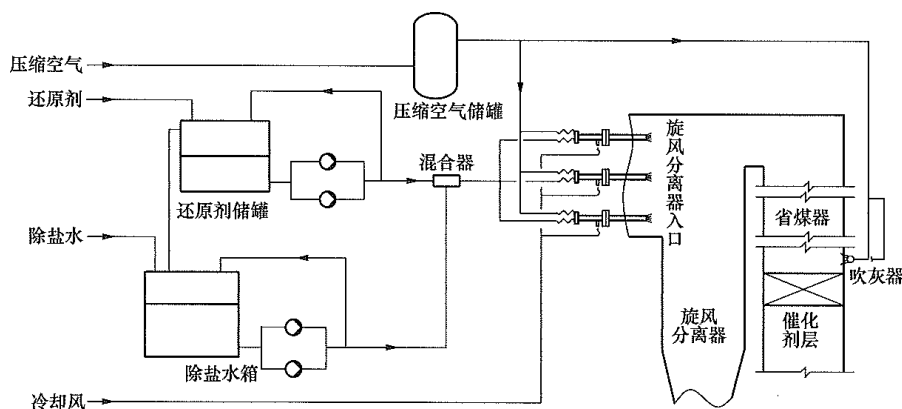 压缩空气
还原剂
压缩空气储罐
混合器
还原剂储罐
除盐水
除盐水箱
冷却风
旋风分离器入口
省煤器
吹灰器
旋风
分离器
催化
剂层